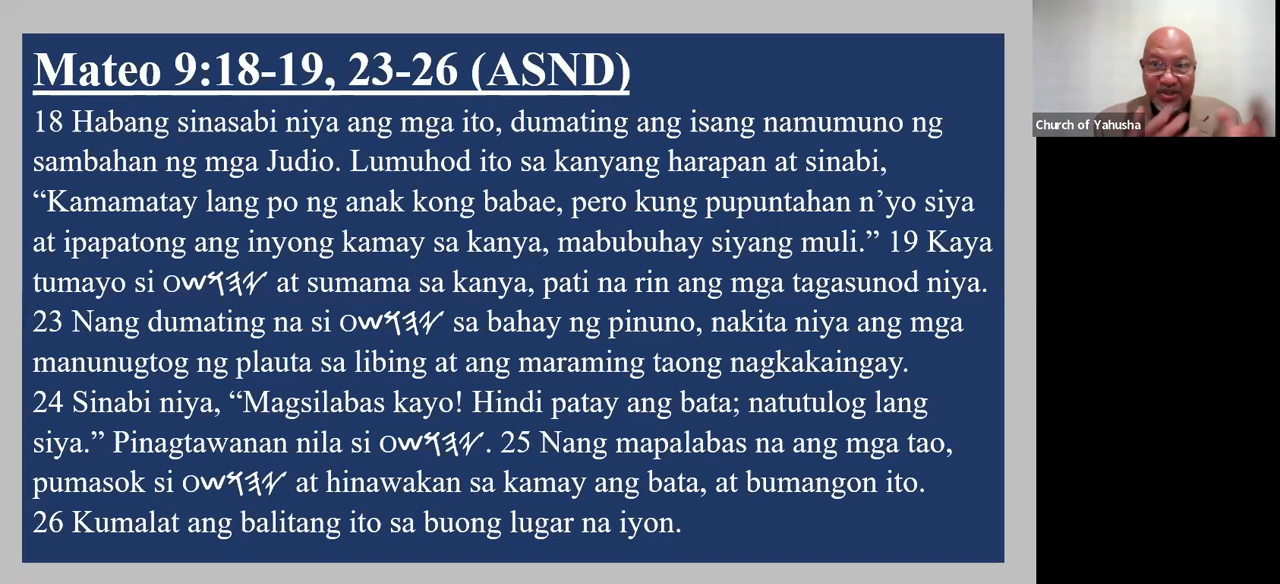 Mateo 9:18-19, 23-26 (ASND)
18 Habang sinasabi niya ang mga ito, dumating ang isang namumuno ng
sambahan ng mga Judio. Lumuhod ito sa kanyang harapan at sinabi,
“Kamamatay lang po ng anak kong babae, pero kung pupuntahan n’yo siya
at ipapatong ang inyong kamay sa kanya, mabubuhay siyang muli.” 19 Kaya
tumayo si 𐤉𐤄𐤅𐤔𐤏 at sumama sa kanya, pati na rin ang mga tagasunod niya.
23 Nang dumating na si 𐤉𐤄𐤅𐤔𐤏 sa bahay ng pinuno, nakita niya ang mga
manunugtog ng plauta sa libing at ang maraming taong nagkakaingay.
24 Sinabi niya, “Magsilabas kayo! Hindi patay ang bata; natutulog lang
siya.” Pinagtawanan nila si 𐤉𐤄𐤅𐤔𐤏. 25 Nang mapalabas na ang mga tao,
pumasok si 𐤉𐤄𐤅𐤔𐤏 at hinawakan sa kamay ang bata, at bumangon ito.
26 Kumalat ang balitang ito sa buong lugar na iyon.
Church of Yahusha